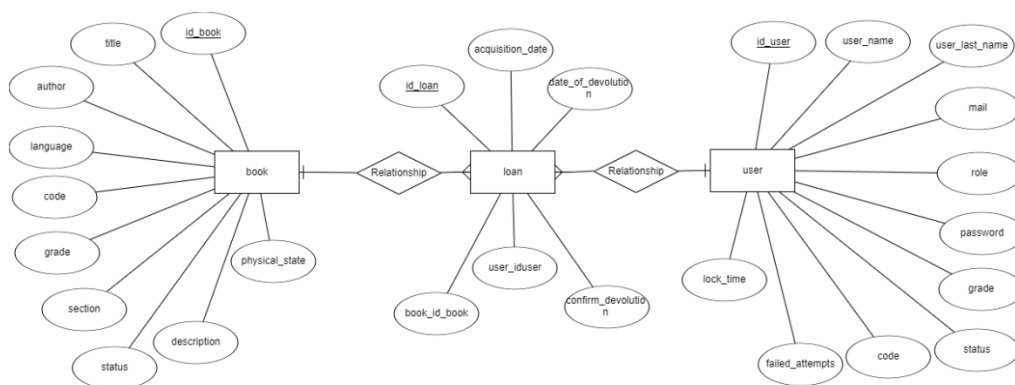 title
id_book
author
language
code
grade
section
status
description
physical_state
book
Relationship
id_loan
acquisition_date
date_of_devolutio
n
loan
book_id_book
user_iduser
confirm_devolutio
n
Relationship
id_user
user_name
user_last_name
mail
role
password
grade
status
code
failed_attempts
lock_time
user